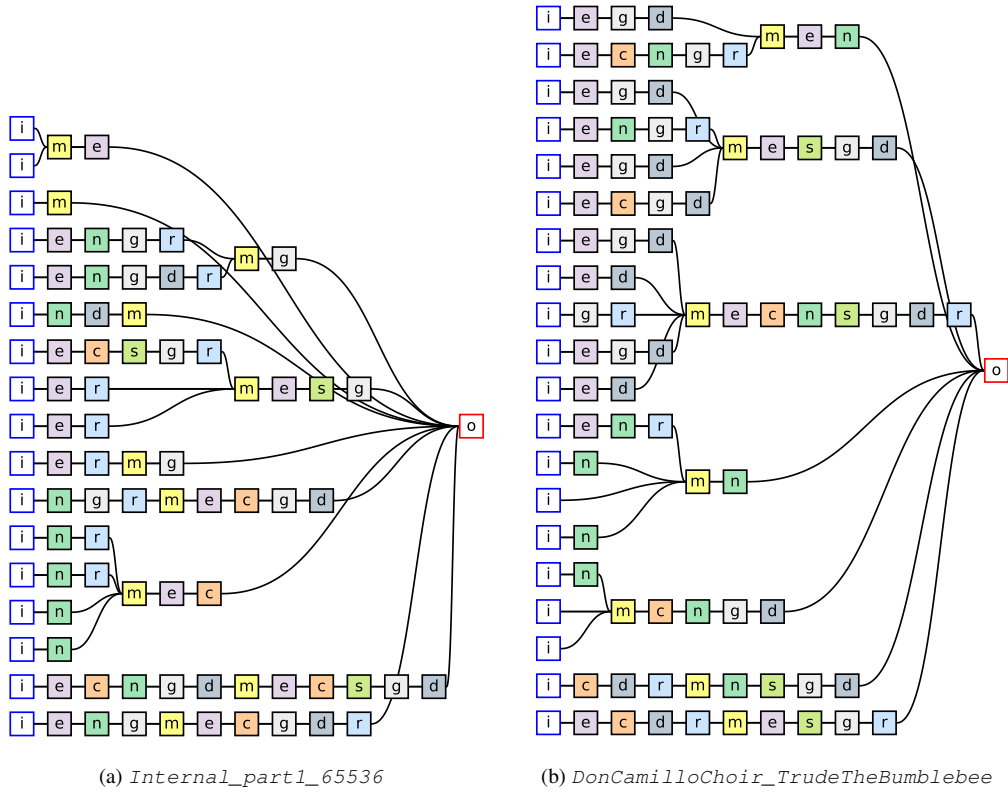 i
i m e
i m
i e n g r
m g
i e n g d r
i n d m
i e c s g r
i e r m e s g
i e r
o
i e r m g
i n g r m e c g d
i n r
i n r
m e c
i n
i n
i e c n g d m e c s g d
i e n g m e c g d r
(a) Internal_part1_65536
i e g d
m e n
i e c n g r
i e g d
i e n g r
m e s g d
i e g d
i e c g d
i e g d
i e d
i g r m e c n s g d r
i e g d
o
i e d
i e n r
i n
m n
i
i n
i n
i m c n g d
i
i c d r m n s g d
i e c d r m e s g r
(b) DonCamilloChoir_TrudeTheBumblebee